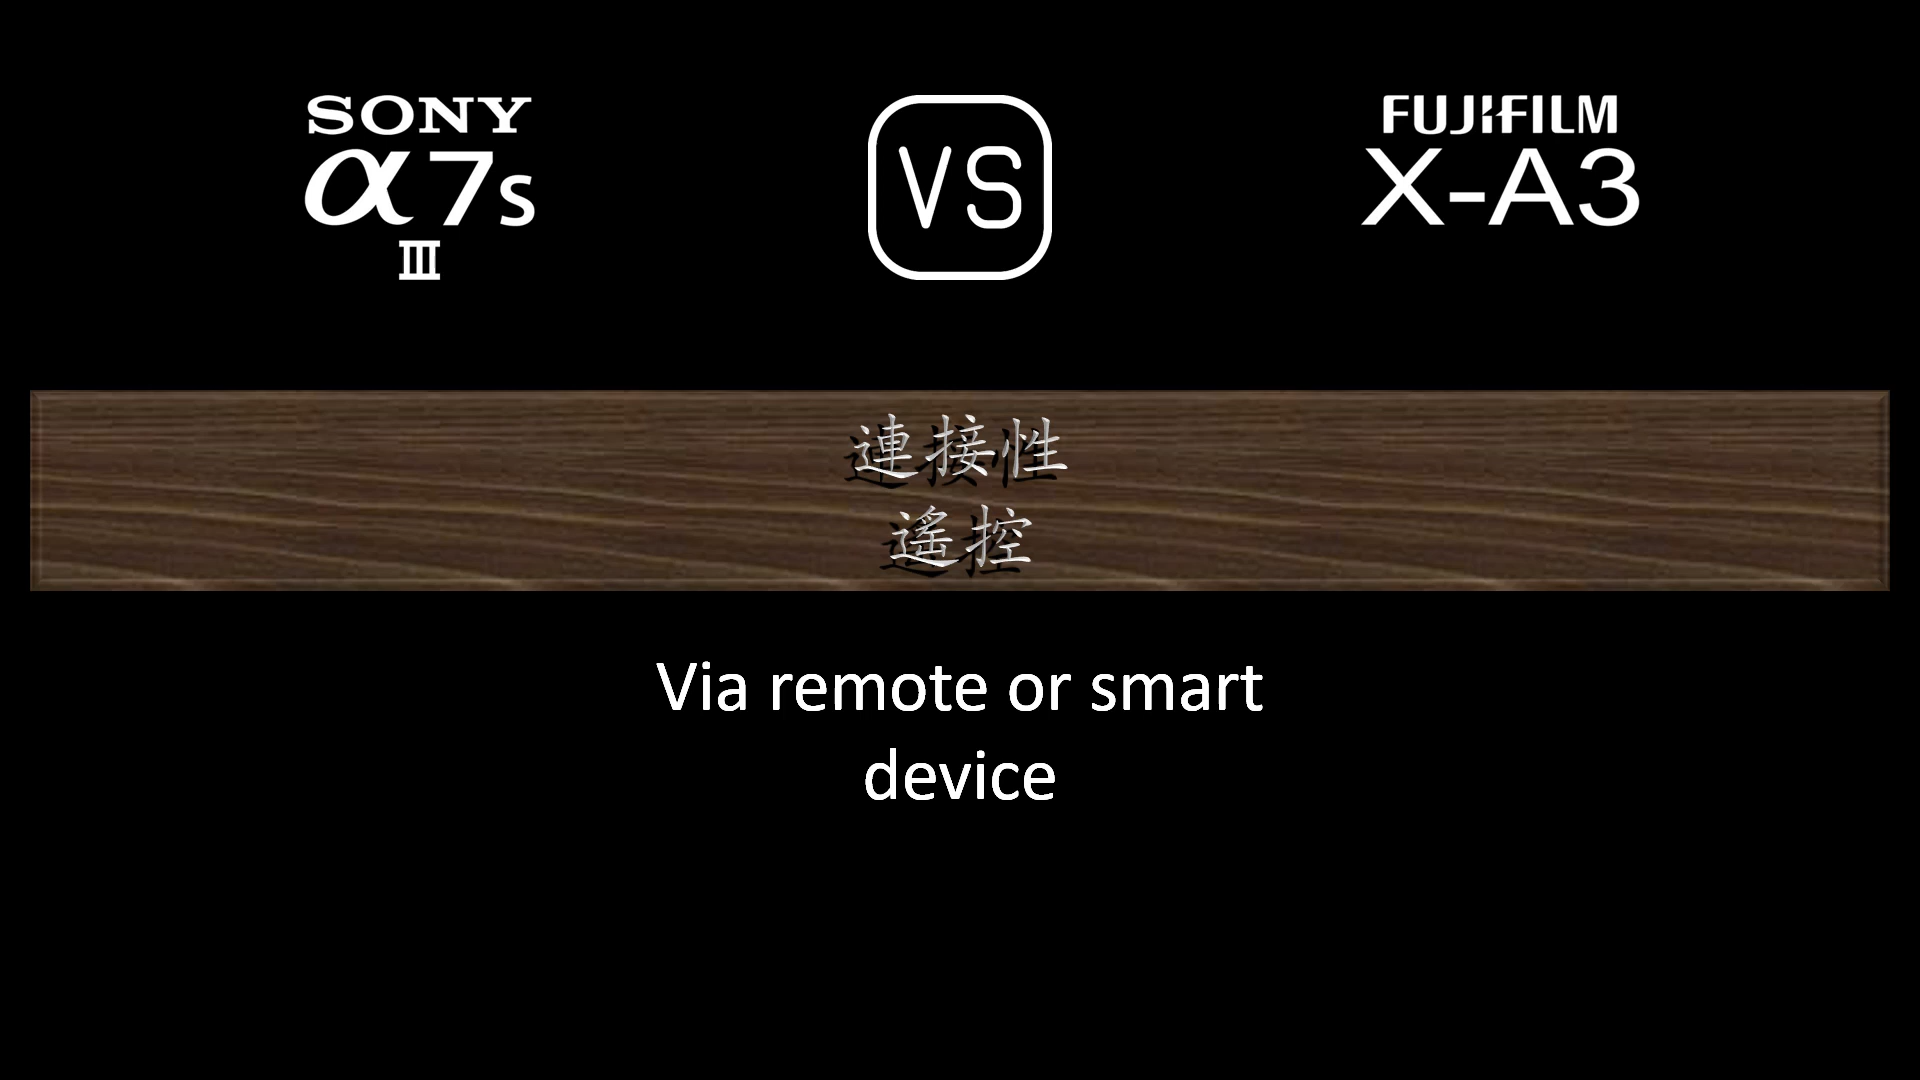 SONY
α7s
III
VS
FUJIFILM
X-A3
連接性
遙控
Via remote or smart
device